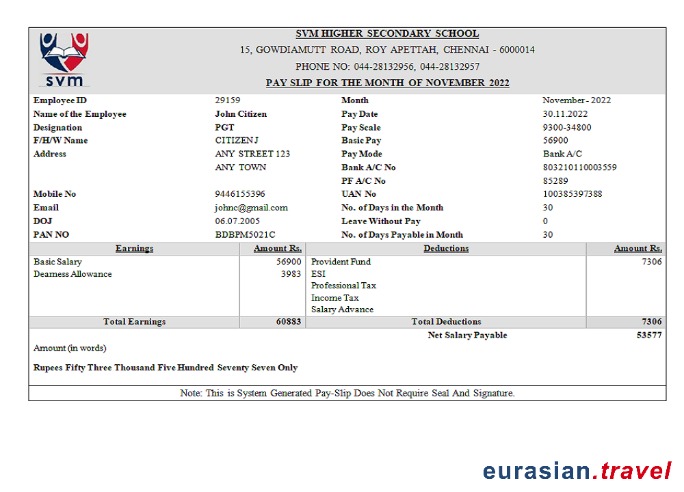 SVM HIGHER SECONDARY SCHOOL
15, GOWDIAMUTT ROAD, ROY APETTAH, CHENNAI - 6000014
PHONE NO: 044-28132956, 044-28132957
PAY SLIP FOR THE MONTH OF NOVEMBER 2022
svm
Employee ID 29159 Month November- 2022
Name of the Employee John Citizen Pay Date 30.11.2022
Designation PGT Pay Scale 9300-34800
F/H/W Name CITIZENJ Basic Pay 56900
Address ANY STREET 123 Pay Mode Bank A/C
ANY TOWN Bank A/C No 803210110003559
PF A/C No 85289
Mobile No 9446155396 UAN No 100385397388
Email johnc@gmail.com No. of Days in the Month 30
DOJ 06.07.2005 Leave Without Pay 0
PAN NO BDBPM5021C No. of Days Payable in Month 30
Earnings Amount Rs. Deductions Amount Rs.
Basic Salary 56900 Provident Fund 7306
Dearness Allowance 3983 ESI
Professional Tax
Income Tax
Salary Advance
Total Earnings 60883 Total Deductions 7306
Net Salary Payable 53577
Amount (in words)
Rupees Fifty Three Thousand Five Hundred Seventy Seven Only
Note: This is System Generated Pay-Slip Does Not Require Seal And Signature.
eurasian.travel